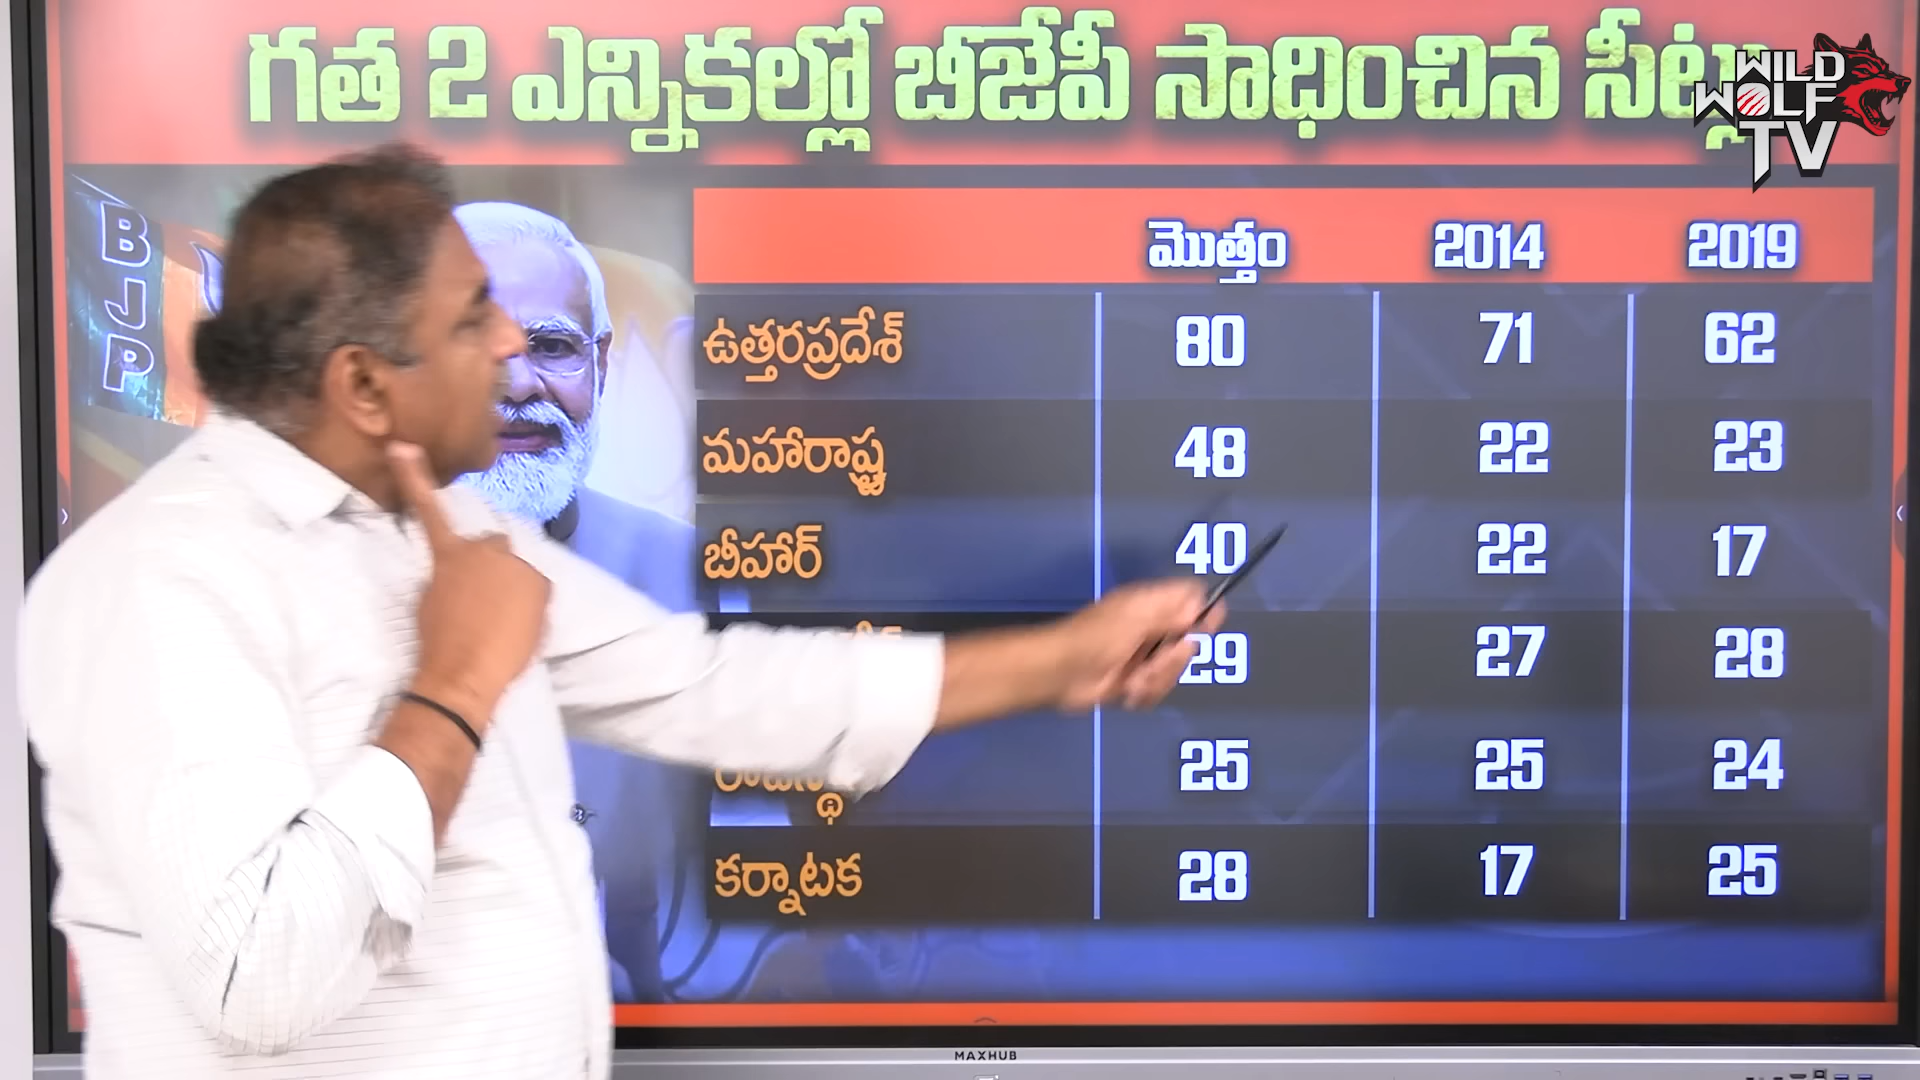 గత 2 ఎన్నికల్లో బీజేపీ సాధించిన సీట్లు
WILD
WOLF
TV
BJP
మొత్తం 2014 2019
ఉత్తరప్రదేశ్ 80 71 62
మహారాష్ట్ర 48 22 23
బీహార్ 40 22 17
29 27 28
25 25 24
కర్నాటక 28 17 25
MAXHUB